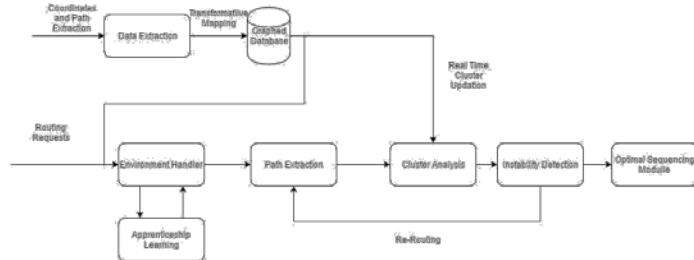 Coordinates
and Path
Extraction
Transformative
Mapping
Data Extraction
Graphed
Database
Real Time
Cluster
Updation
Routing
Requests
Environment Handler
Path Extraction
Cluster Analysis
Instability Detection
Optimal Sequencing
Module
Apprenticeship
Learning
Re-Routing